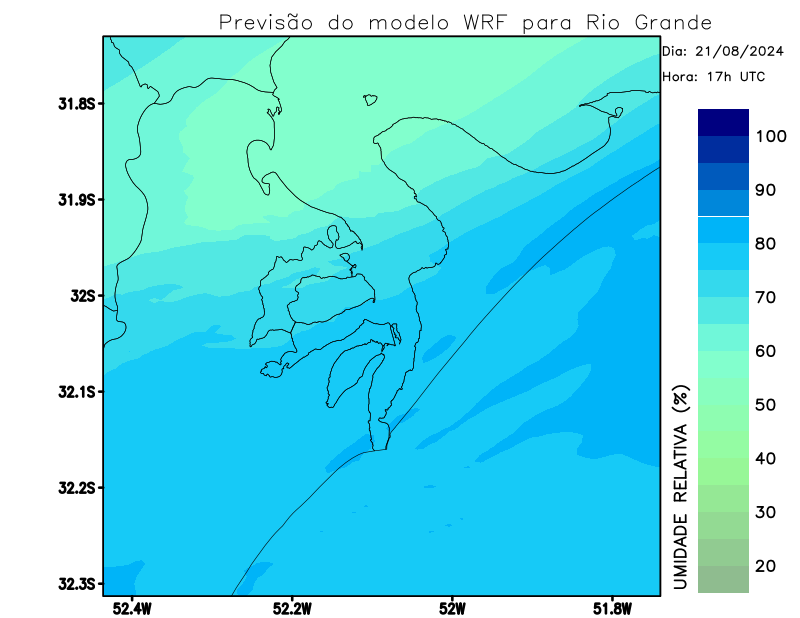 Previsão do modelo WRF para Rio Grande
Dia: 21/08/2024
Hora: 17h UTC
31.8S
31.9S
32S
32.1S
32.2S
32.3S
52.4W
52.2W
52W
51.8W
UMIDADE RELATIVA (%)
100
90
80
70
60
50
40
30
20